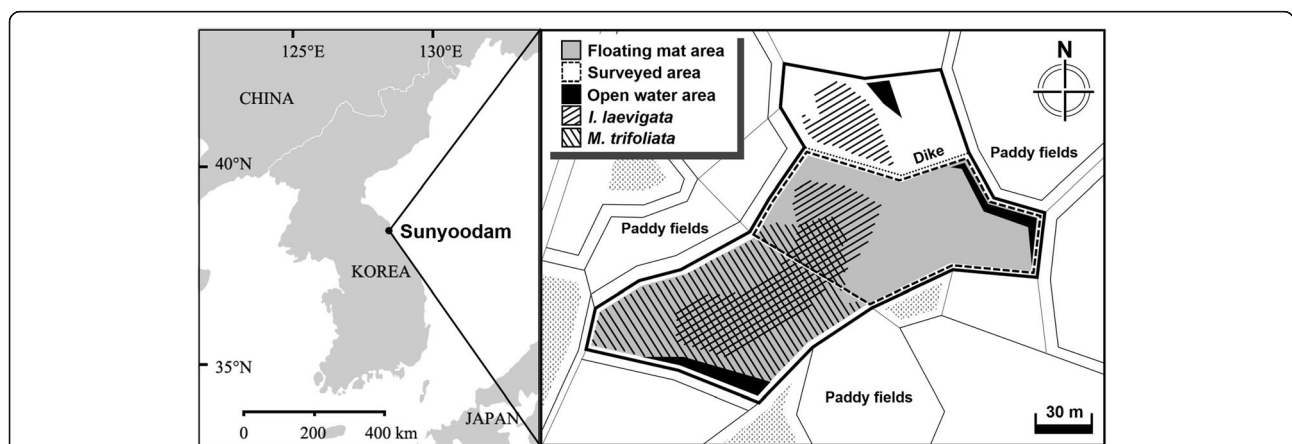 125°E
130°E
CHINA
40°N
Sunyoodam
KOREA
35°N
JAPAN
0 200 400 km
Floating mat area
Surveyed area
Open water area
I. laevigata
M. trifoliata
N
Dike
Paddy fields
Paddy fields
Paddy fields
30 m